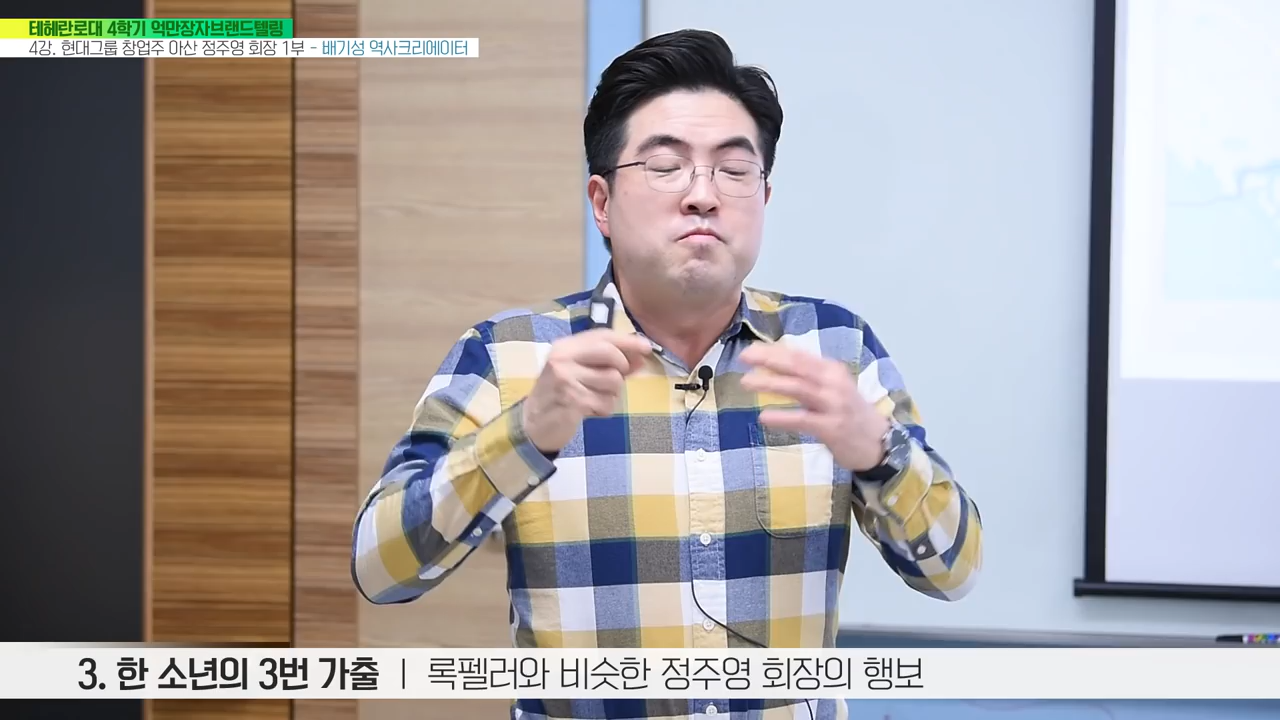 테헤란로대 4학기 억만장자브랜드텔링
4강. 현대그룹 창업주 아산 정주영 회장 1부 - 배기성 역사크리에이터
3. 한 소년의 3번 가출 | 록펠러와 비슷한 정주영 회장의 행보